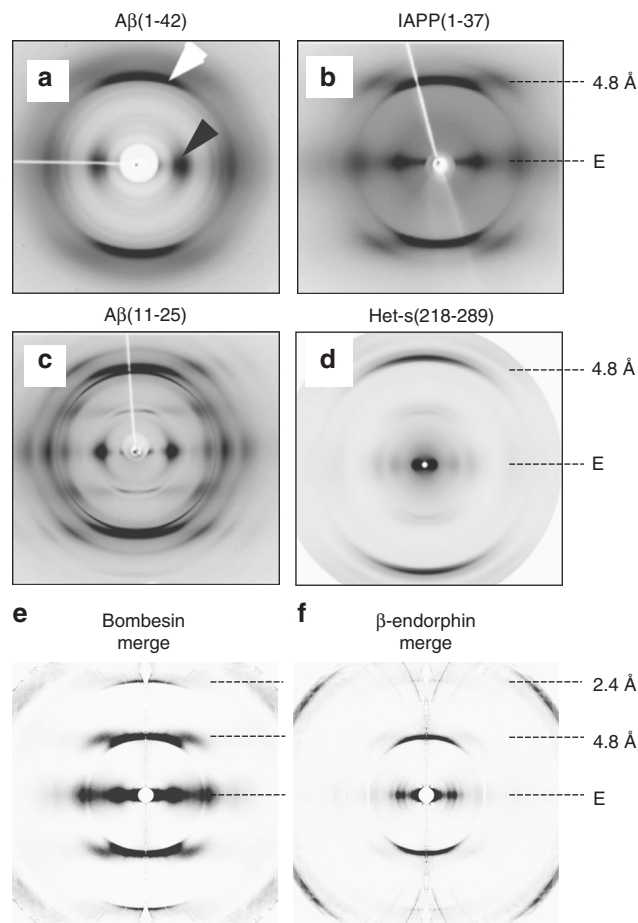 Aβ(1-42)
IAPP(1-37)
a
b
4.8 Å
E
Aβ(11-25)
Het-s(218-289)
c
d
4.8 Å
E
e
Bombesin
merge
f
β-endorphin
merge
2.4 Å
4.8 Å
E